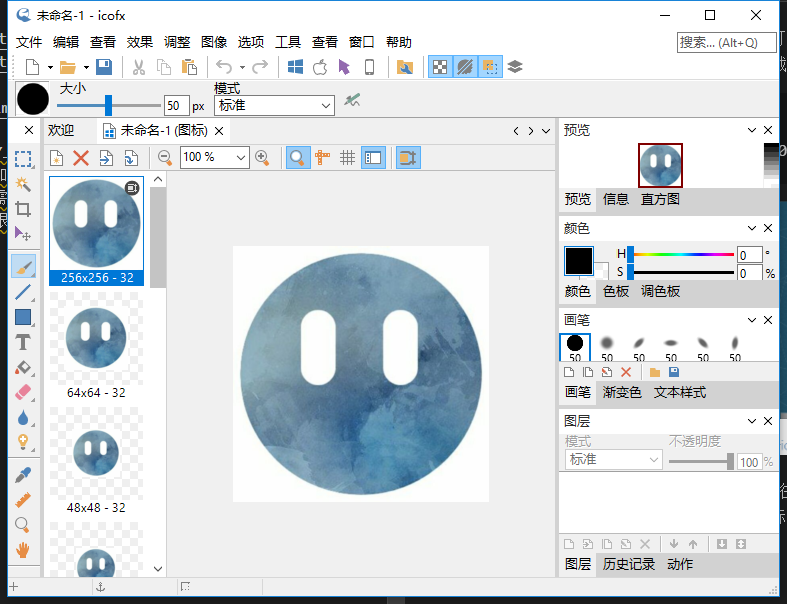 未命名-1 - icofx
文件 编辑 查看 效果 调整 图像 选项 工具 查看 窗口 帮助
搜索... (Alt+Q)
大小
50 px
模式
标准
欢迎
未命名-1 (图标)
100 %
256x256 - 32
64x64 - 32
48x48 - 32
预览
预览 信息 直方图
颜色
H 0 °
S 0 %
颜色 色板 调色板
画笔
50 50 50 50 50 50
画笔 渐变色 文本样式
图层
模式 不透明度
标准 100 %
图层 历史记录 动作